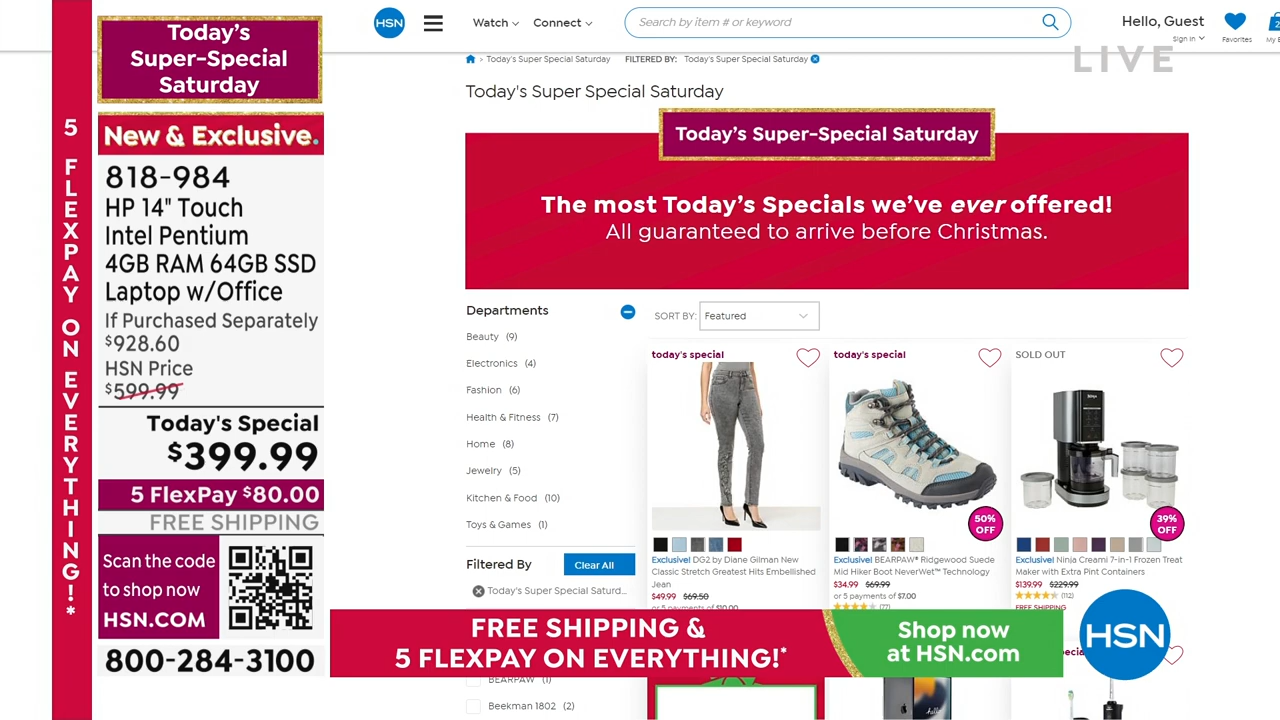 5 FLEXPAY ON EVERYTHING!*
Today's
Super-Special
Saturday
New & Exclusive.
818-984
HP 14" Touch
Intel Pentium
4GB RAM 64GB SSD
Laptop w/Office
If Purchased Separately
$928.60
HSN Price
$599.99
Today's Special
$399.99
5 FlexPay $80.00
FREE SHIPPING
Scan the code
to shop now
HSN.COM
800-284-3100
HSN
Watch
Connect
Search by item # or keyword
Hello, Guest
Sign In
Favorites
LIVE
> Today's Super Special Saturday FILTERED BY: Today's Super Special Saturday
Today's Super Special Saturday
Today's Super-Special Saturday
The most Today's Specials we've ever offered!
All guaranteed to arrive before Christmas.
Departments
Beauty (9)
Electronics (4)
Fashion (6)
Health & Fitness (7)
Home (8)
Jewelry (5)
Kitchen & Food (10)
Toys & Games (1)
Filtered By
Clear All
Today's Super Special Saturd...
BEARPAW (1)
Beekman 1802 (2)
SORT BY: Featured
today's special
Exclusive! DG2 by Diane Gilman New
Classic Stretch Greatest Hits Embellished
Jean
$49.99 $69.50
or 5 payments of $10.00
today's special
50%
OFF
Exclusive! BEARPAW® Ridgewood Suede
Mid Hiker Boot NeverWet™ Technology
$34.99 $69.99
or 5 payments of $7.00
(77)
SOLD OUT
39%
OFF
Exclusive! Ninja Creami 7-in-1 Frozen Treat
Maker with Extra Pint Containers
$139.99 $229.99
(112)
FREE SHIPPING
FREE SHIPPING &
5 FLEXPAY ON EVERYTHING!*
Shop now
at HSN.com
HSN